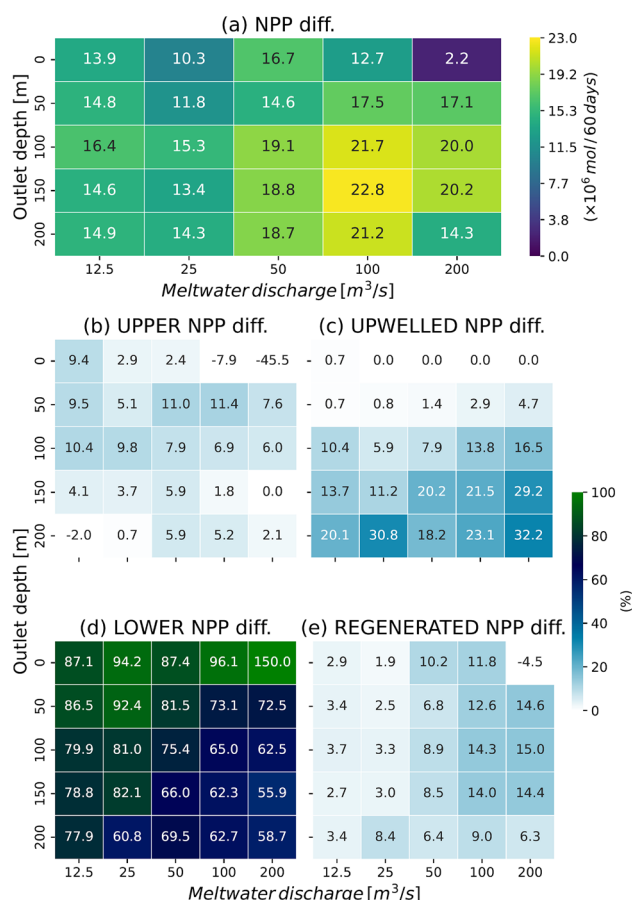 (a) NPP diff.
Outlet depth [m]
0 13.9 10.3 16.7 12.7 2.2
50 14.8 11.8 14.6 17.5 17.1
100 16.4 15.3 19.1 21.7 20.0
150 14.6 13.4 18.8 22.8 20.2
200 14.9 14.3 18.7 21.2 14.3
12.5 25 50 100 200
Meltwater discharge [m³/s]
23.0
19.2
15.3
11.5
7.7
3.8
0.0
(×10⁶ mol / 60 days)
(b) UPPER NPP diff.
0 9.4 2.9 2.4 -7.9 -45.5
50 9.5 5.1 11.0 11.4 7.6
100 10.4 9.8 7.9 6.9 6.0
150 4.1 3.7 5.9 1.8 0.0
200 -2.0 0.7 5.9 5.2 2.1
(c) UPWELLED NPP diff.
0.7 0.0 0.0 0.0 0.0
0.7 0.8 1.4 2.9 4.7
10.4 5.9 7.9 13.8 16.5
13.7 11.2 20.2 21.5 29.2
20.1 30.8 18.2 23.1 32.2
Outlet depth [m]
(d) LOWER NPP diff.
0 87.1 94.2 87.4 96.1 150.0
50 86.5 92.4 81.5 73.1 72.5
100 79.9 81.0 75.4 65.0 62.5
150 78.8 82.1 66.0 62.3 55.9
200 77.9 60.8 69.5 62.7 58.7
12.5 25 50 100 200
(e) REGENERATED NPP diff.
2.9 1.9 10.2 11.8 -4.5
3.4 2.5 6.8 12.6 14.6
3.7 3.3 8.9 14.3 15.0
2.7 3.0 8.5 14.0 14.4
3.4 8.4 6.4 9.0 6.3
12.5 25 50 100 200
Meltwater discharge [m³/s]
100
80
60
40
20
0
(%)